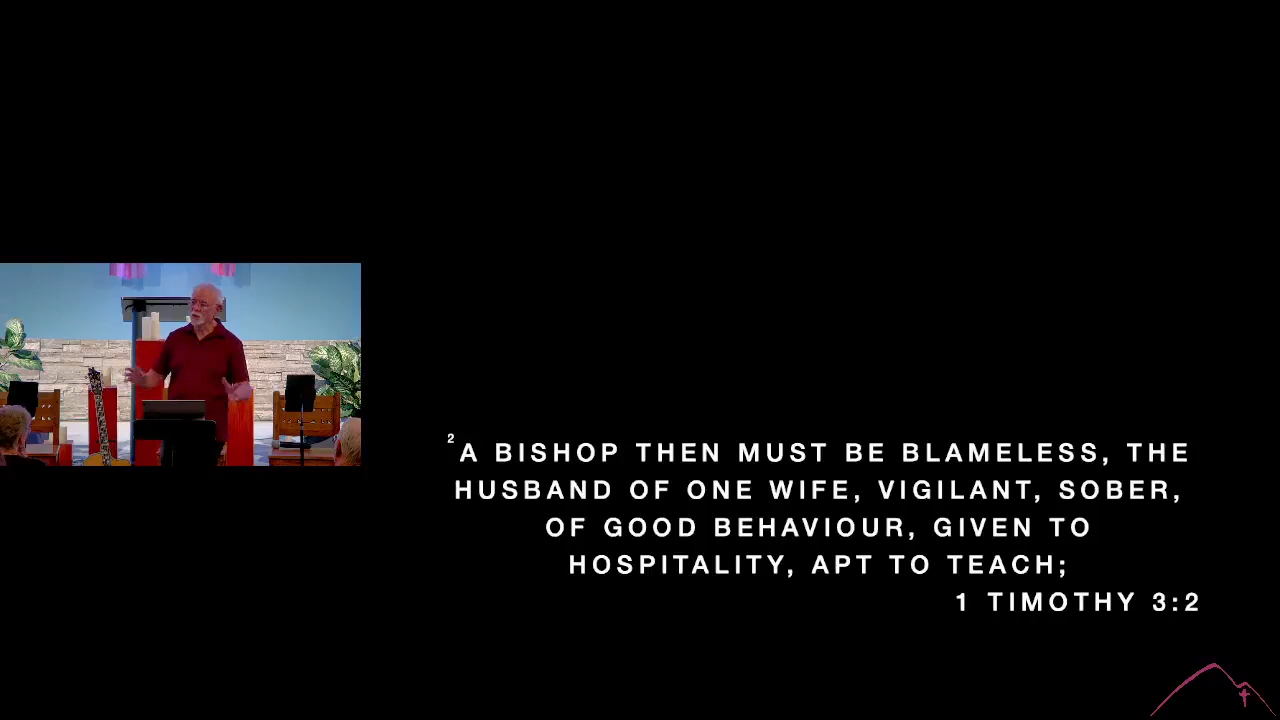 ²A BISHOP THEN MUST BE BLAMELESS, THE
HUSBAND OF ONE WIFE, VIGILANT, SOBER,
OF GOOD BEHAVIOUR, GIVEN TO
HOSPITALITY, APT TO TEACH;
1 TIMOTHY 3:2